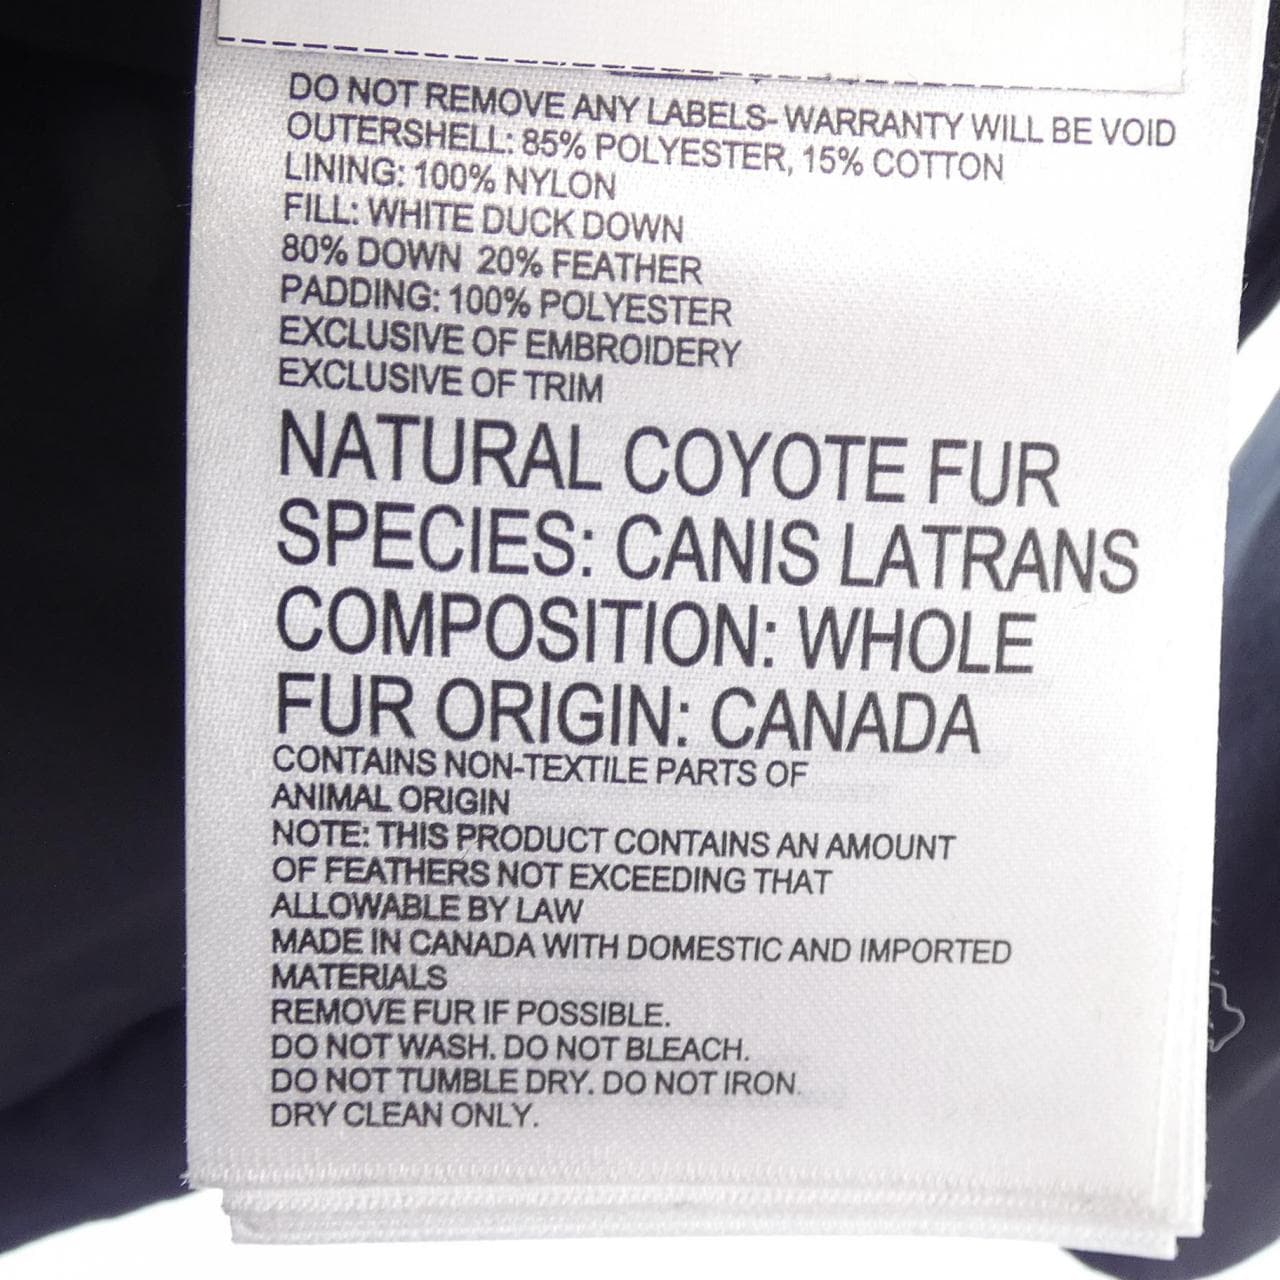 DO NOT REMOVE ANY LABELS- WARRANTY WILL BE VOID
OUTERSHELL: 85% POLYESTER, 15% COTTON
LINING: 100% NYLON
FILL: WHITE DUCK DOWN
80% DOWN 20% FEATHER
PADDING: 100% POLYESTER
EXCLUSIVE OF EMBROIDERY
EXCLUSIVE OF TRIM
NATURAL COYOTE FUR
SPECIES: CANIS LATRANS
COMPOSITION: WHOLE
FUR ORIGIN: CANADA
CONTAINS NON-TEXTILE PARTS OF
ANIMAL ORIGIN
NOTE: THIS PRODUCT CONTAINS AN AMOUNT
OF FEATHERS NOT EXCEEDING THAT
ALLOWABLE BY LAW
MADE IN CANADA WITH DOMESTIC AND IMPORTED
MATERIALS
REMOVE FUR IF POSSIBLE.
DO NOT WASH. DO NOT BLEACH.
DO NOT TUMBLE DRY. DO NOT IRON.
DRY CLEAN ONLY.